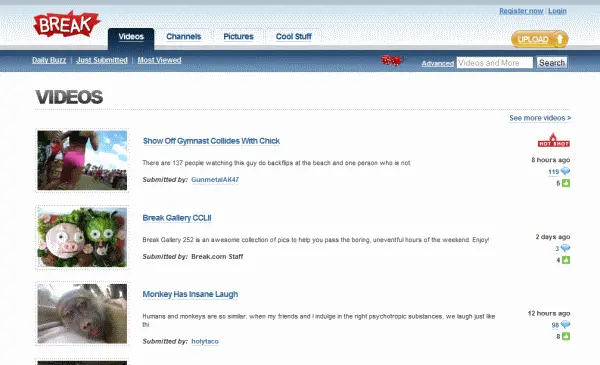 Register now | Login
BREAK
Videos Channels Pictures Cool Stuff
UPLOAD
Daily Buzz | Just Submitted | Most Viewed
Advanced Videos and More Search
VIDEOS
See more videos >
Show Off Gymnast Collides With Chick
HOT SHOT
There are 137 people watching this guy do backflips at the beach and one person who is not
8 hours ago
119
Submitted by: GunmetalAK47
5
Break Gallery CCLII
Break Gallery 252 is an awesome collection of pics to help you pass the boring, uneventful hours of the weekend. Enjoy!
2 days ago
3
Submitted by: Break.com Staff
4
Monkey Has Insane Laugh
Humans and monkeys are so similar: when my friends and I indulge in the right psychotropic substances, we laugh just like
thi
12 hours ago
98
Submitted by: holytaco
8